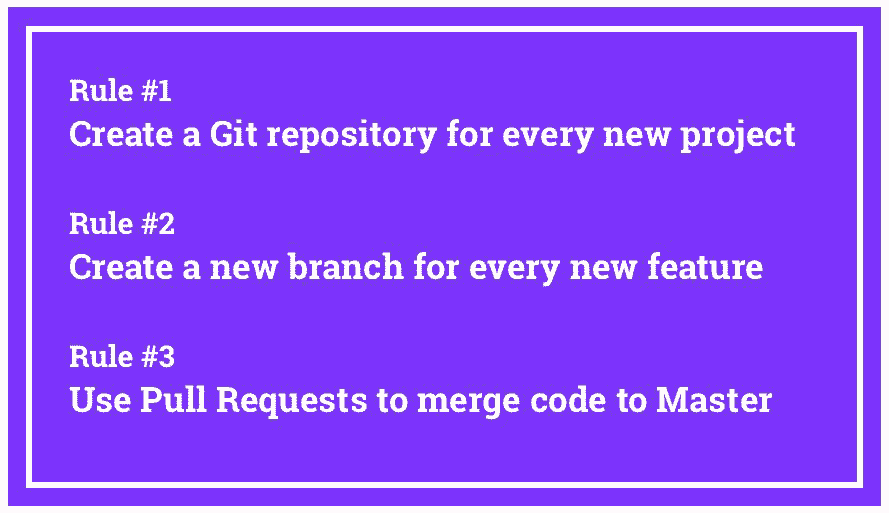 Rule #1
Create a Git repository for every new project
Rule #2
Create a new branch for every new feature
Rule #3
Use Pull Requests to merge code to Master